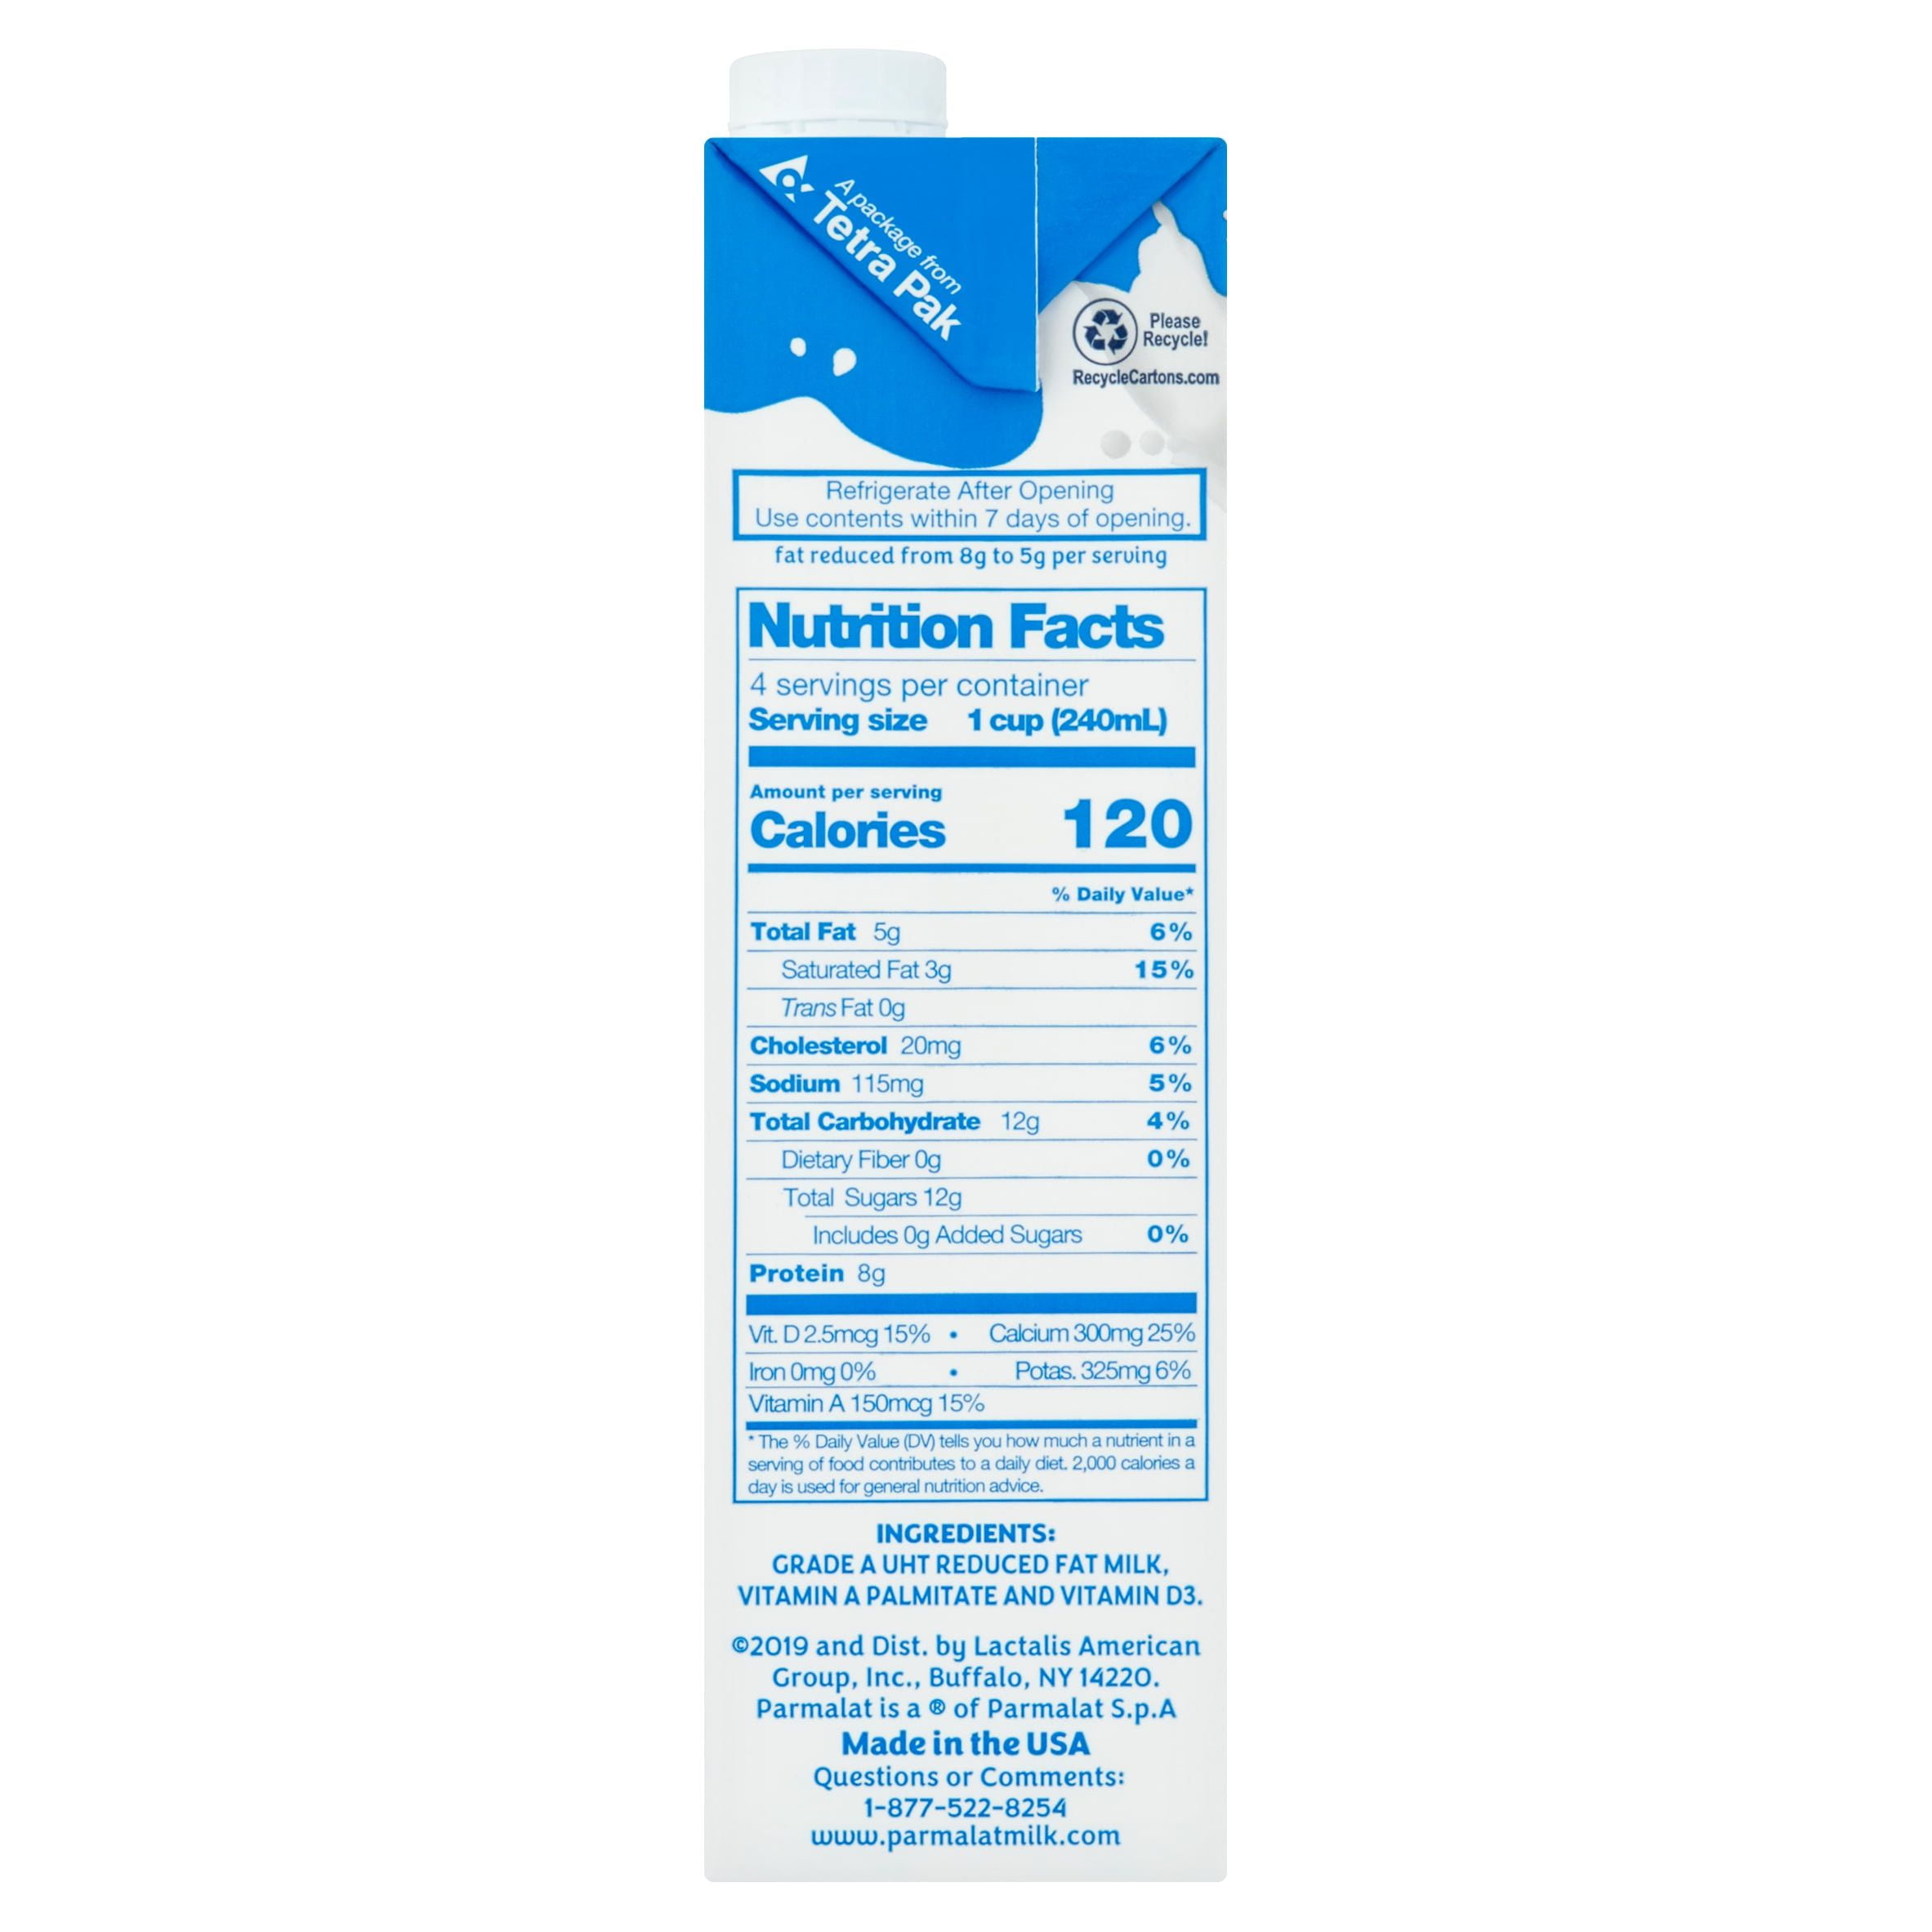 A package from
Tetra Pak
Please
Recycle!
RecycleCartons.com
Refrigerate After Opening
Use contents within 7 days of opening.
fat reduced from 8g to 5g per serving
Nutrition Facts
4 servings per container
Serving size 1 cup (240mL)
Amount per serving
Calories 120
% Daily Value*
Total Fat 5g 6%
Saturated Fat 3g 15%
Trans Fat 0g
Cholesterol 20mg 6%
Sodium 115mg 5%
Total Carbohydrate 12g 4%
Dietary Fiber 0g 0%
Total Sugars 12g
Includes 0g Added Sugars 0%
Protein 8g
Vit. D 2.5mcg 15% • Calcium 300mg 25%
Iron 0mg 0% • Potas. 325mg 6%
Vitamin A 150mcg 15%
* The % Daily Value (DV) tells you how much a nutrient in a
serving of food contributes to a daily diet. 2,000 calories a
day is used for general nutrition advice.
INGREDIENTS:
GRADE A UHT REDUCED FAT MILK,
VITAMIN A PALMITATE AND VITAMIN D3.
©2019 and Dist. by Lactalis American
Group, Inc., Buffalo, NY 14220.
Parmalat is a ® of Parmalat S.p.A
Made in the USA
Questions or Comments:
1-877-522-8254
www.parmalatmilk.com